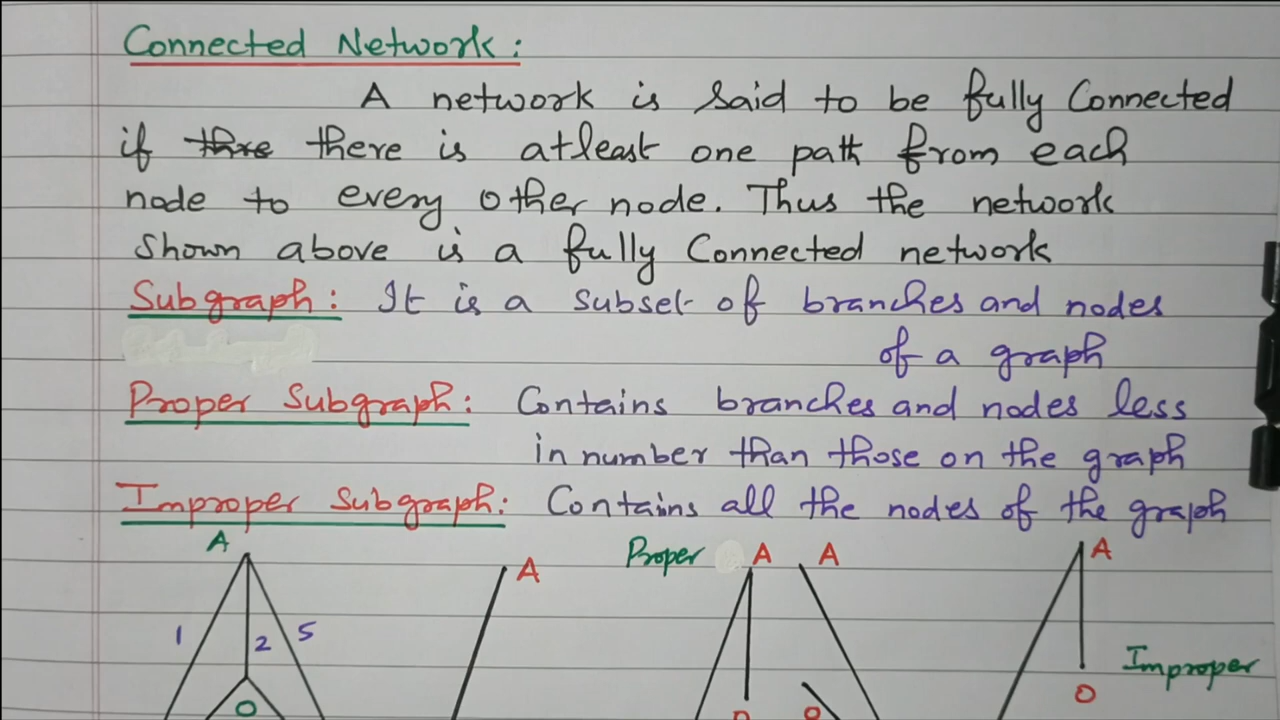 Connected Network:
A network is said to be fully Connected
if thre there is atleast one path from each
node to every other node. Thus the network
Shown above is a fully Connected network
Subgraph: It is a subset of branches and nodes
of a graph
Proper Subgraph: Contains branches and nodes less
in number than those on the graph
Improper Subgraph: Contains all the nodes of the graph
A A Proper A A A
1 2 5
Improper
O O